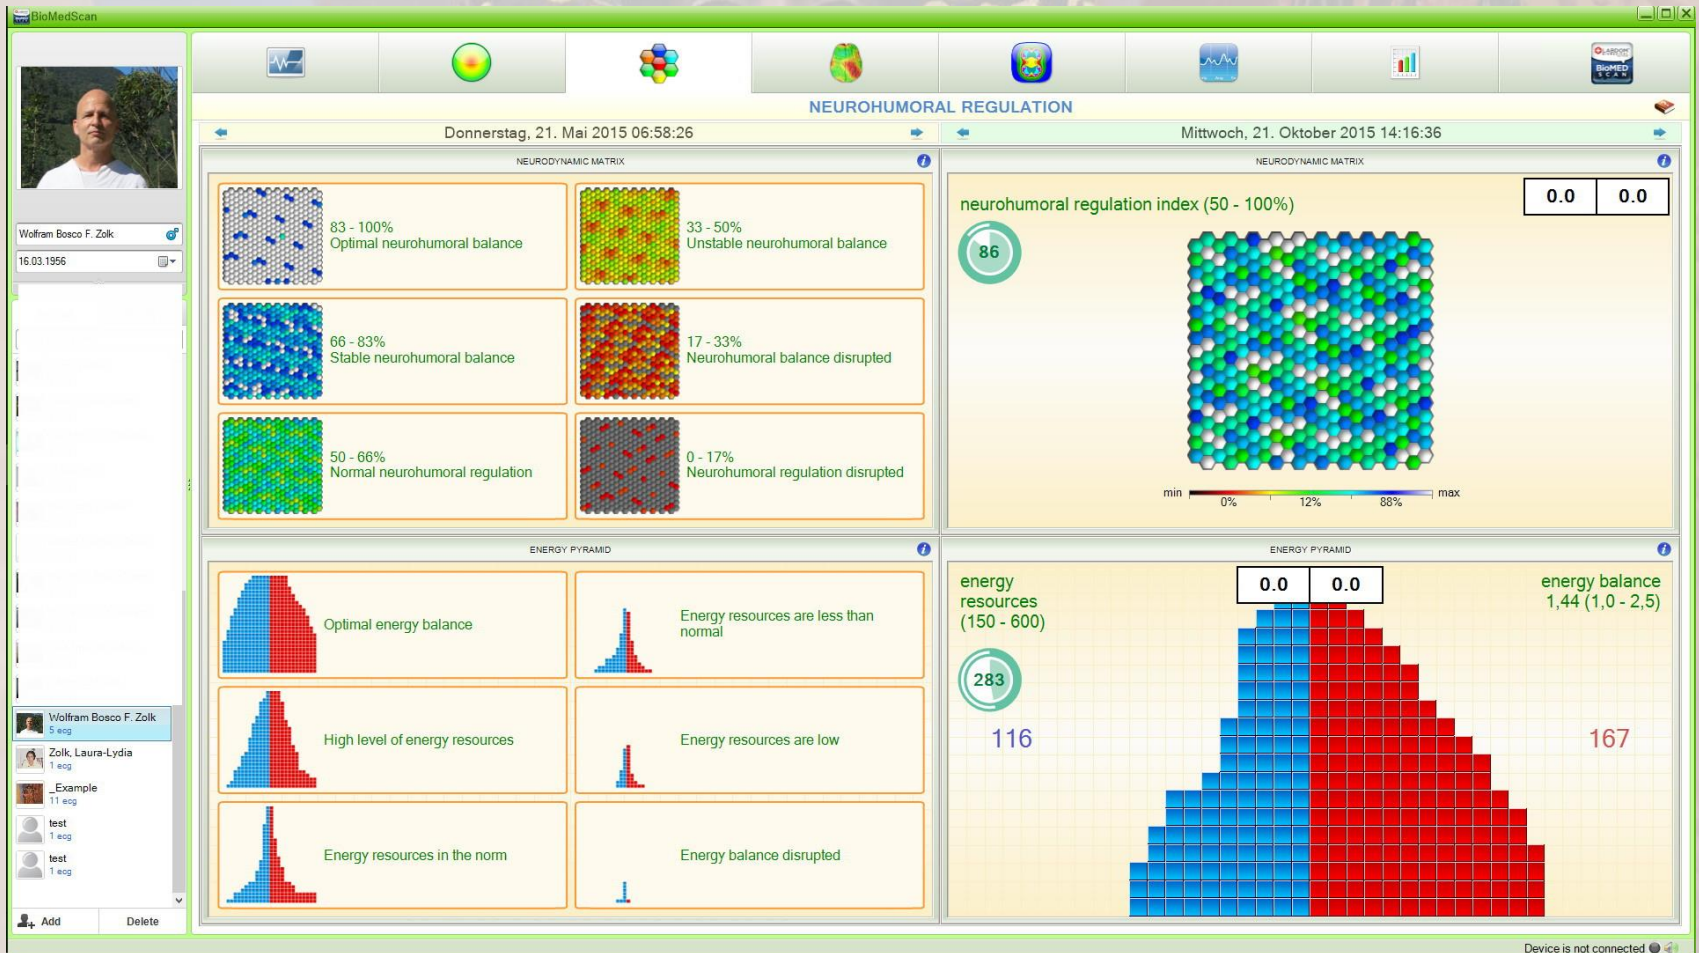 BioMedScan
LABDOM
BioMED
SCAN
NEUROHUMORAL REGULATION
Donnerstag, 21. Mai 2015 06:58:26
Mittwoch, 21. Oktober 2015 14:16:36
Wolfram Bosco F. Zolk
16.03.1956
NEURODYNAMIC MATRIX
83 - 100%
Optimal neurohumoral balance
33 - 50%
Unstable neurohumoral balance
66 - 83%
Stable neurohumoral balance
17 - 33%
Neurohumoral balance disrupted
50 - 66%
Normal neurohumoral regulation
0 - 17%
Neurohumoral regulation disrupted
NEURODYNAMIC MATRIX
neurohumoral regulation index (50 - 100%)
0.0 0.0
86
min max
0% 12% 88%
ENERGY PYRAMID
Optimal energy balance
Energy resources are less than
normal
High level of energy resources
Energy resources are low
Energy resources in the norm
Energy balance disrupted
ENERGY PYRAMID
energy
resources
(150 - 600)
0.0 0.0
energy balance
1,44 (1,0 - 2,5)
283
116
167
Wolfram Bosco F. Zolk
5 ecg
Zolk, Laura-Lydia
1 ecg
_Example
11 ecg
test
1 ecg
test
1 ecg
Add Delete
Device is not connected